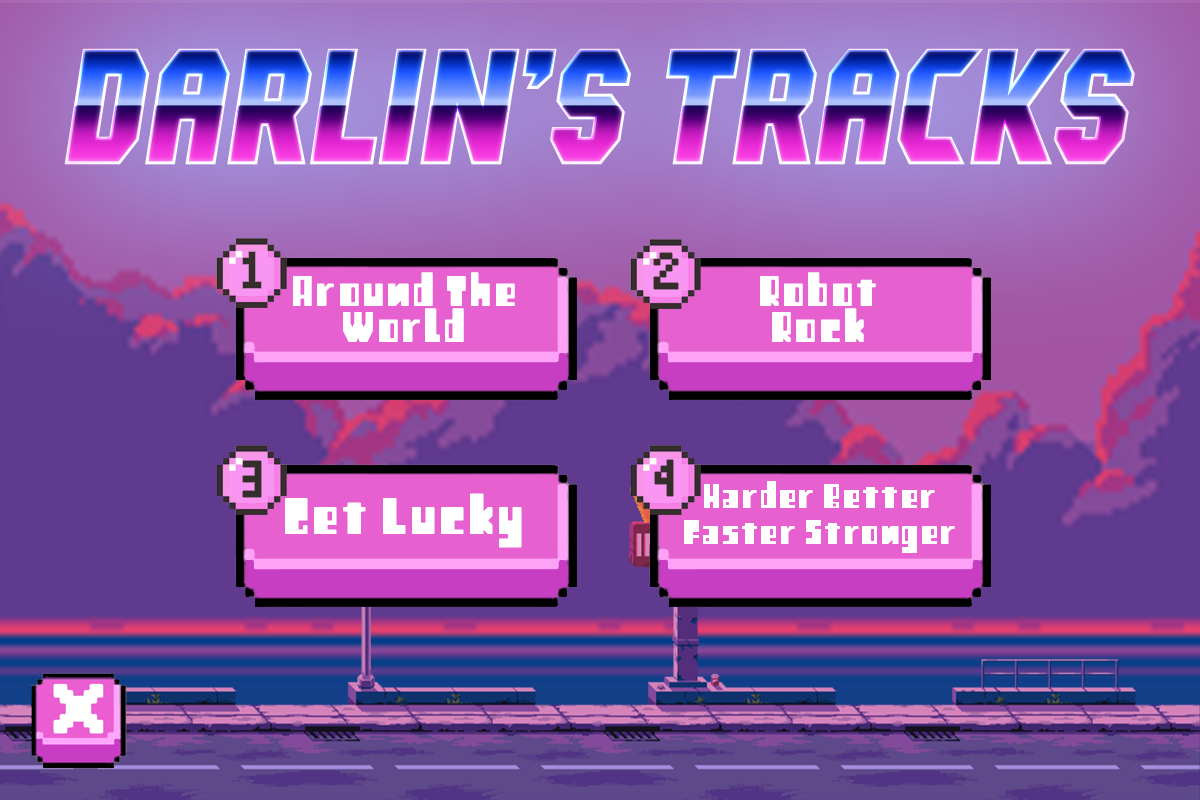 DARLIN'S TRACKS
1
Around The
World
2
Robot
Rock
3
Get Lucky
4
Harder Better
Faster Stronger
X